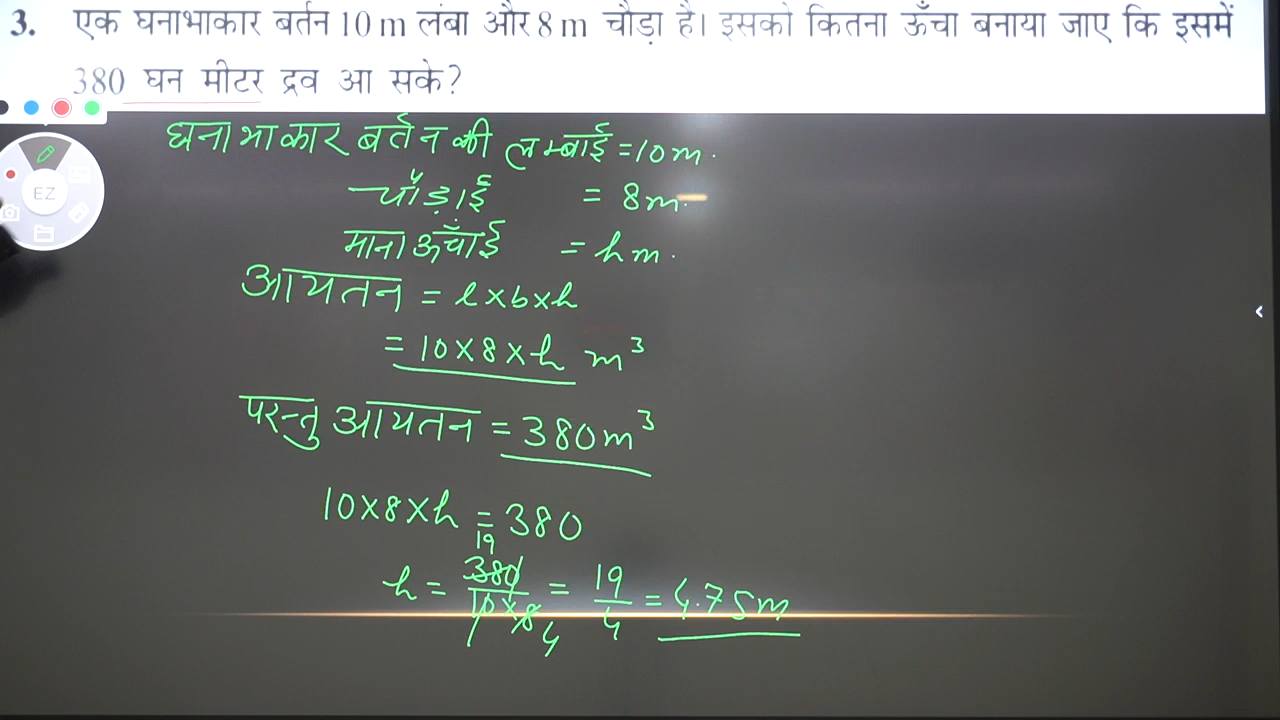 3. एक घनाभाकार बर्तन 10 m लंबा और 8 m चौड़ा है। इसको कितना ऊँचा बनाया जाए कि इसमें
380 घन मीटर द्रव आ सके?
घनाभाकार बर्तन की लम्बाई = 10 m.
चौड़ाई = 8 m.
माना ऊँचाई = h m.
आयतन = l × b × h
= 10 × 8 × h m³
परन्तु आयतन = 380 m³
10 × 8 × h = 380
h = 380/10 × 8 = 19/4 = 4.75 m
19
1 4
EZ